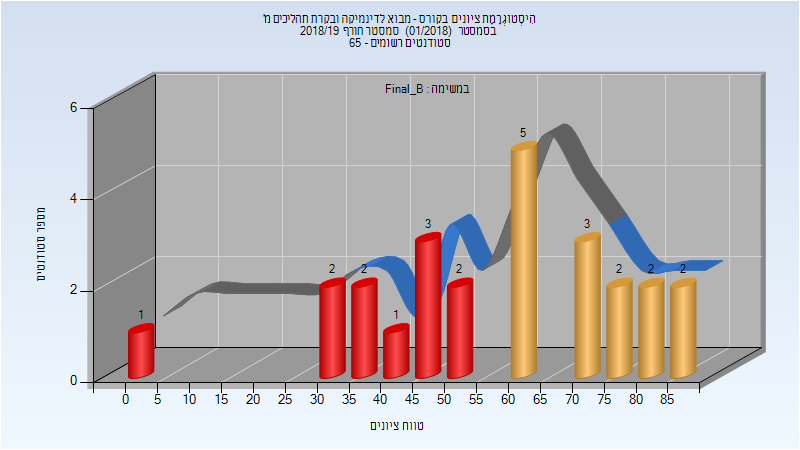 היסטוגרמת ציונים בקורס - מבוא לדינמיקה ובקרת תהליכים מ'
בסמסטר (01/2018) סמסטר חורף 2018/19
סטודנטים רשומים - 65
במשימה : Final_B
מספר סטודנטים
6
4
2
0
1
2
2
1
3
2
5
3
2
2
2
0 5 10 15 20 25 30 35 40 45 50 55 60 65 70 75 80 85
טווח ציונים